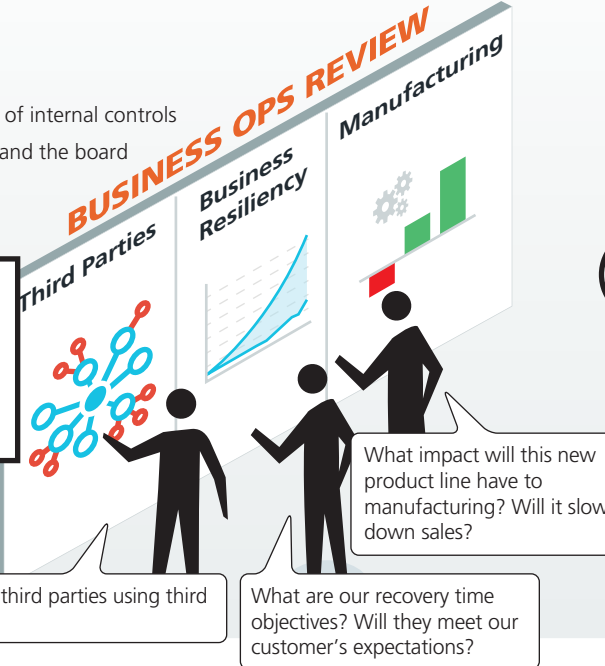 of internal controls
and the board
BUSINESS OPS REVIEW
Third Parties
Business
Resiliency
Manufacturing
What impact will this new
product line have to
manufacturing? Will it slow
down sales?
third parties using third
What are our recovery time
objectives? Will they meet our
customer’s expectations?